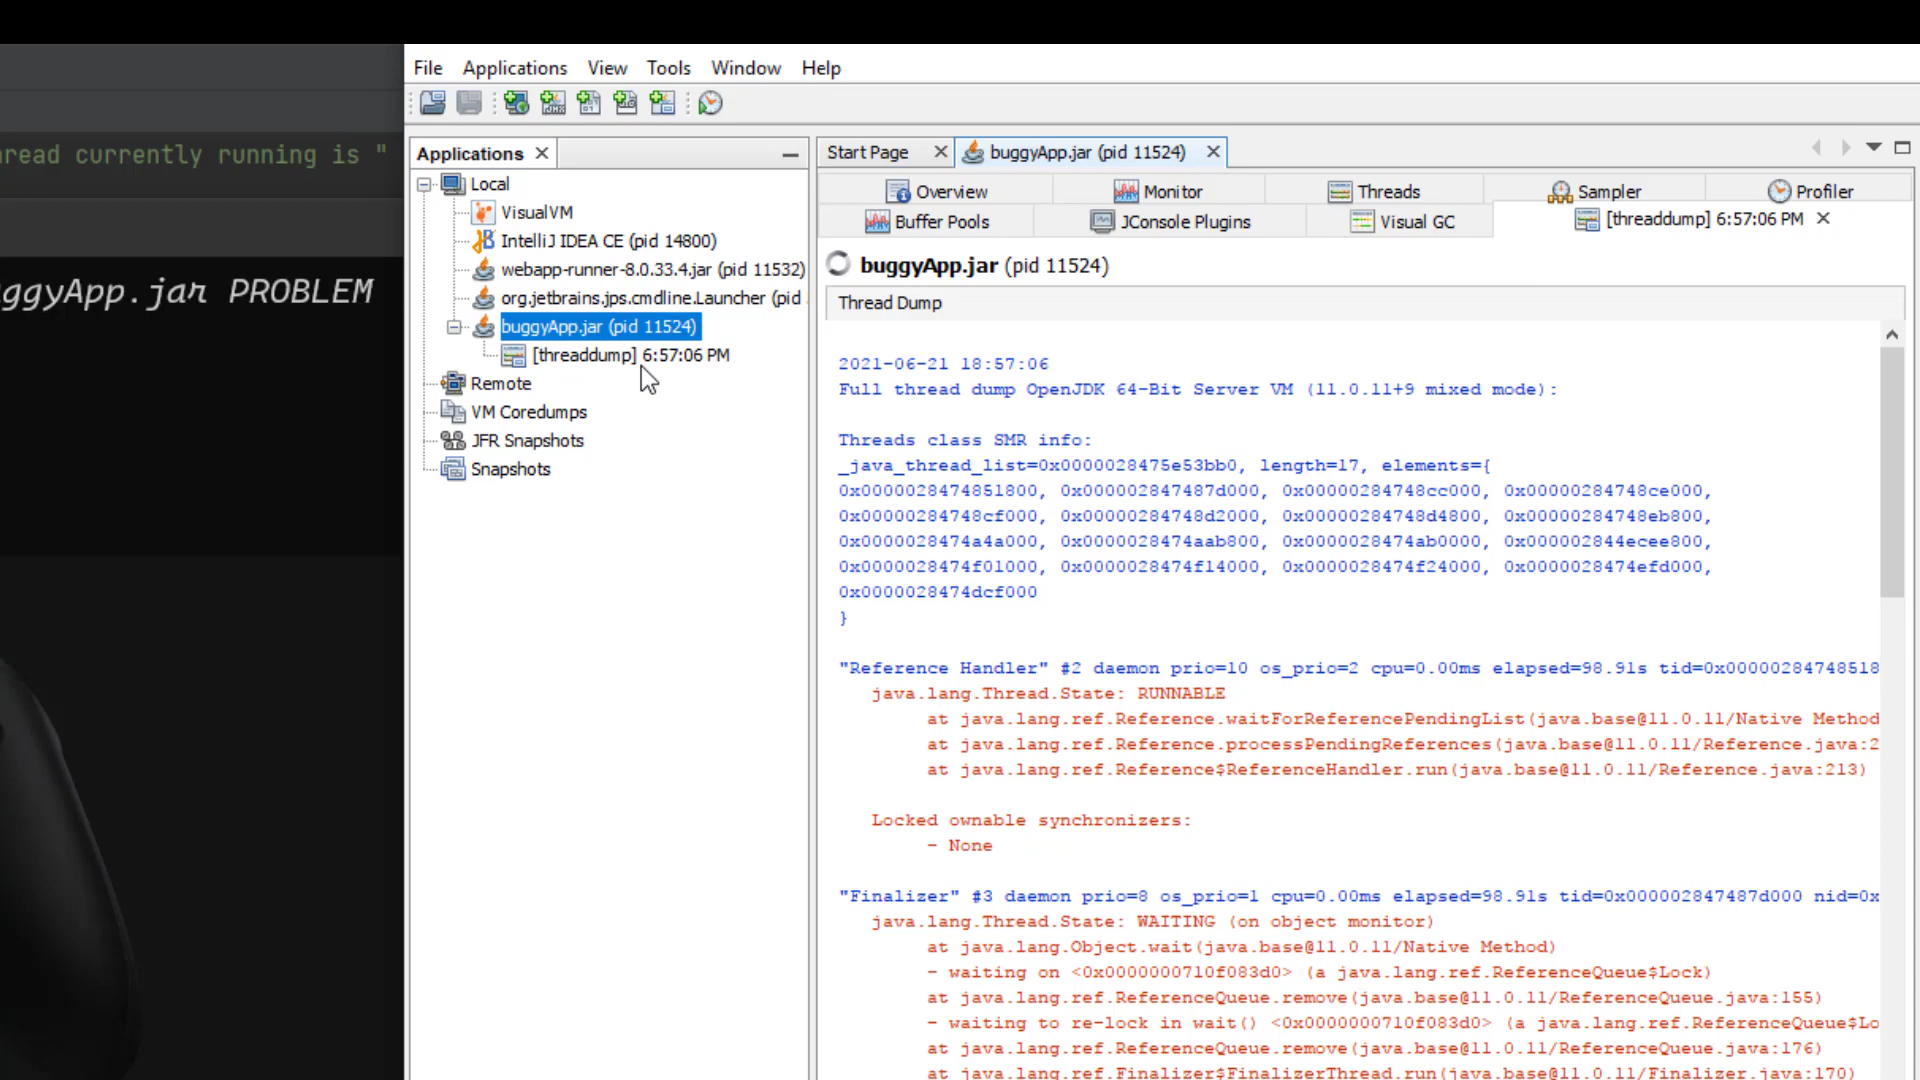 read currently running is "
ggyApp.jar PROBLEM
File Applications View Tools Window Help
Applications
Local
VisualVM
IntelliJ IDEA CE (pid 14800)
webapp-runner-8.0.33.4.jar (pid 11532)
org.jetbrains.jps.cmdline.Launcher (pid
buggyApp.jar (pid 11524)
[threaddump] 6:57:06 PM
Remote
VM Coredumps
JFR Snapshots
Snapshots
Start Page buggyApp.jar (pid 11524)
Overview Monitor Threads Sampler Profiler
Buffer Pools JConsole Plugins Visual GC [threaddump] 6:57:06 PM
buggyApp.jar (pid 11524)
Thread Dump
2021-06-21 18:57:06
Full thread dump OpenJDK 64-Bit Server VM (11.0.11+9 mixed mode):
Threads class SMR info:
_java_thread_list=0x0000028475e53bb0, length=17, elements={
0x0000028474851800, 0x000002847487d000, 0x00000284748cc000, 0x00000284748ce000,
0x00000284748cf000, 0x00000284748d2000, 0x00000284748d4800, 0x00000284748eb800,
0x0000028474a4a000, 0x0000028474aab800, 0x0000028474ab0000, 0x000002844ecee800,
0x0000028474f01000, 0x0000028474f14000, 0x0000028474f24000, 0x0000028474efd000,
0x0000028474dcf000
}
"Reference Handler" #2 daemon prio=10 os_prio=2 cpu=0.00ms elapsed=98.91s tid=0x00000284748518
java.lang.Thread.State: RUNNABLE
at java.lang.ref.Reference.waitForReferencePendingList(java.base@11.0.11/Native Method
at java.lang.ref.Reference.processPendingReferences(java.base@11.0.11/Reference.java:2
at java.lang.ref.Reference$ReferenceHandler.run(java.base@11.0.11/Reference.java:213)
Locked ownable synchronizers:
- None
"Finalizer" #3 daemon prio=8 os_prio=1 cpu=0.00ms elapsed=98.91s tid=0x000002847487d000 nid=0x
java.lang.Thread.State: WAITING (on object monitor)
at java.lang.Object.wait(java.base@11.0.11/Native Method)
- waiting on <0x0000000710f083d0> (a java.lang.ref.ReferenceQueue$Lock)
at java.lang.ref.ReferenceQueue.remove(java.base@11.0.11/ReferenceQueue.java:155)
- waiting to re-lock in wait() <0x0000000710f083d0> (a java.lang.ref.ReferenceQueue$Lo
at java.lang.ref.ReferenceQueue.remove(java.base@11.0.11/ReferenceQueue.java:176)
at java.lang.ref.Finalizer$FinalizerThread.run(java.base@11.0.11/Finalizer.java:170)